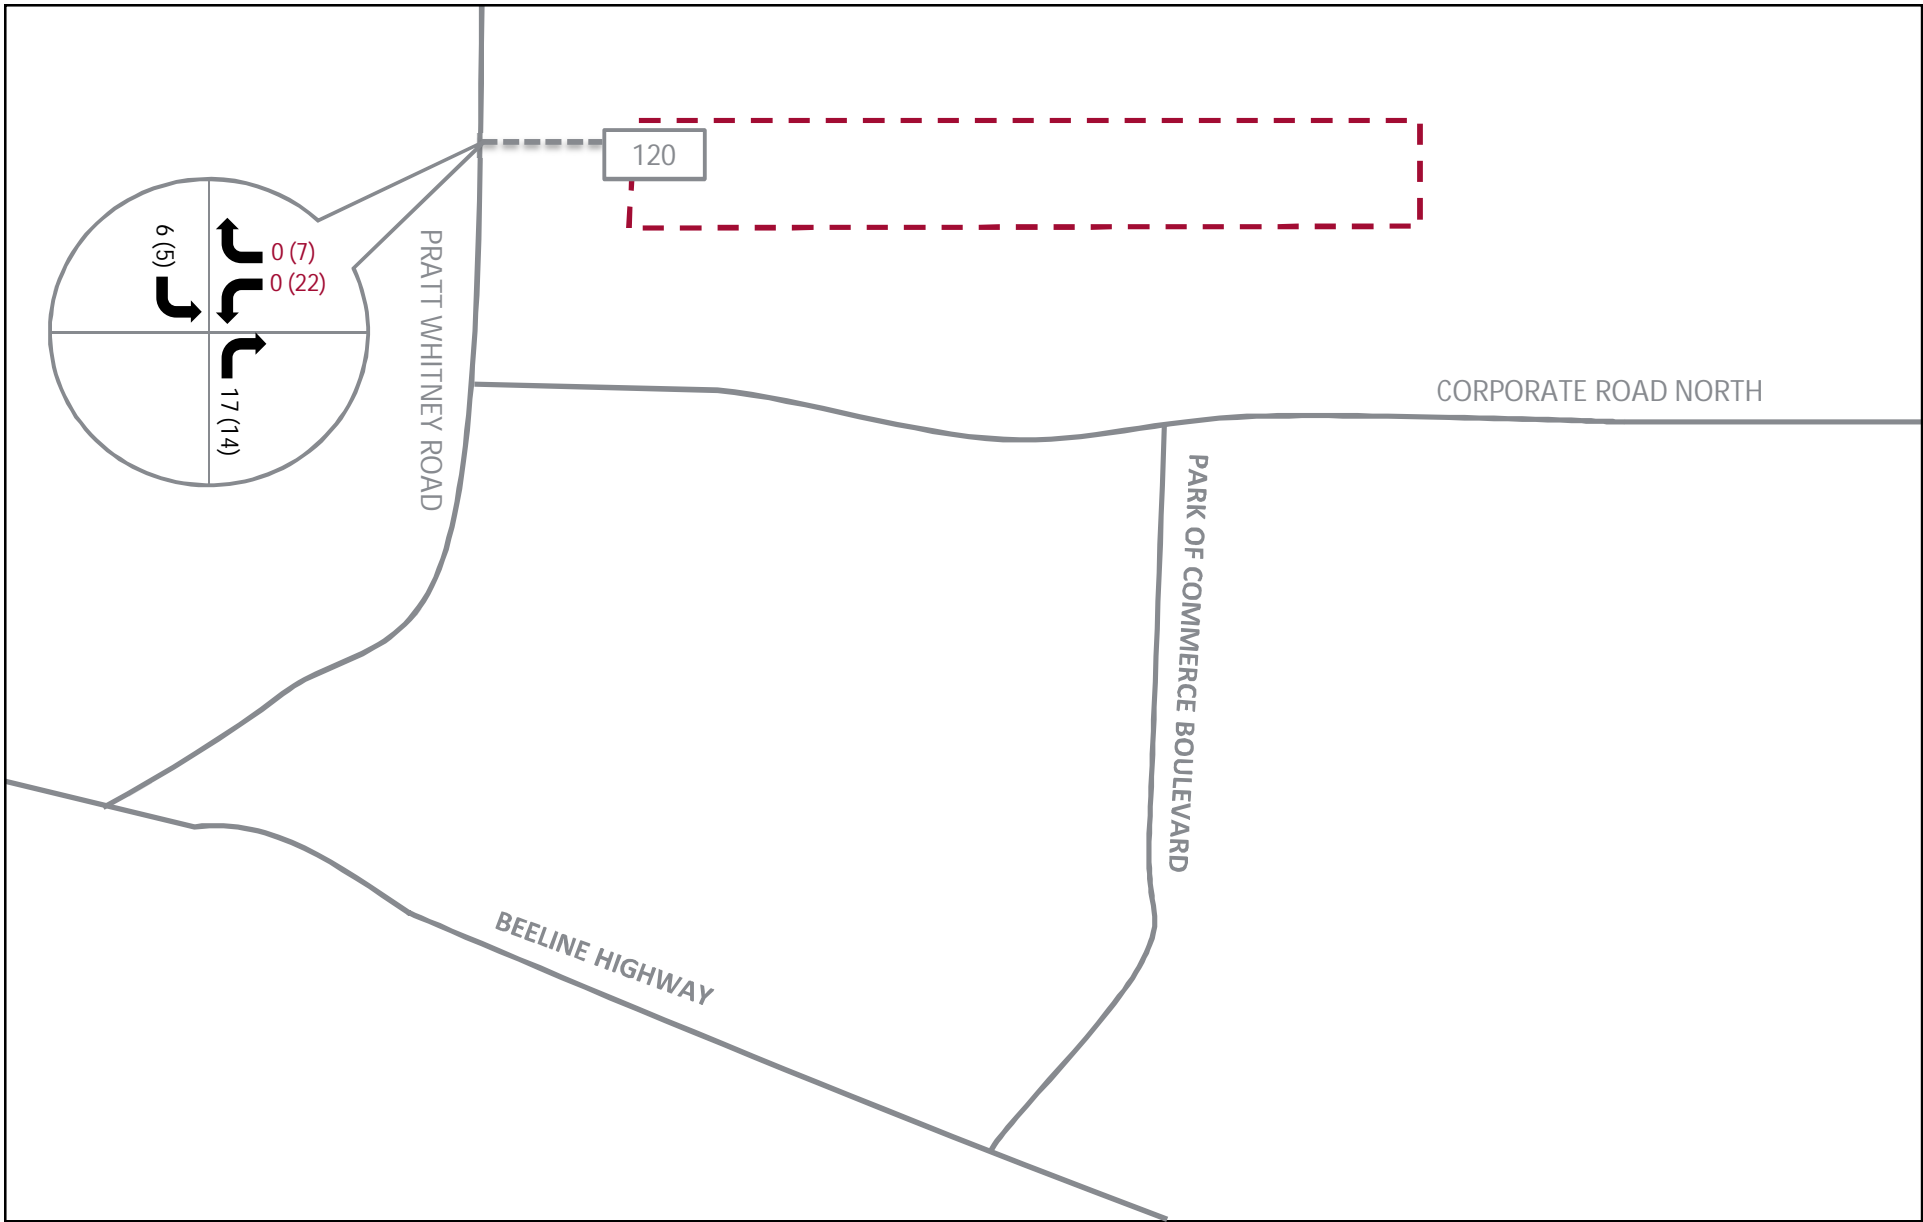 120
6 (5)
0 (7)
0 (22)
17 (14)
PRATT WHITNEY ROAD
CORPORATE ROAD NORTH
PARK OF COMMERCE BOULEVARD
BEELINE HIGHWAY